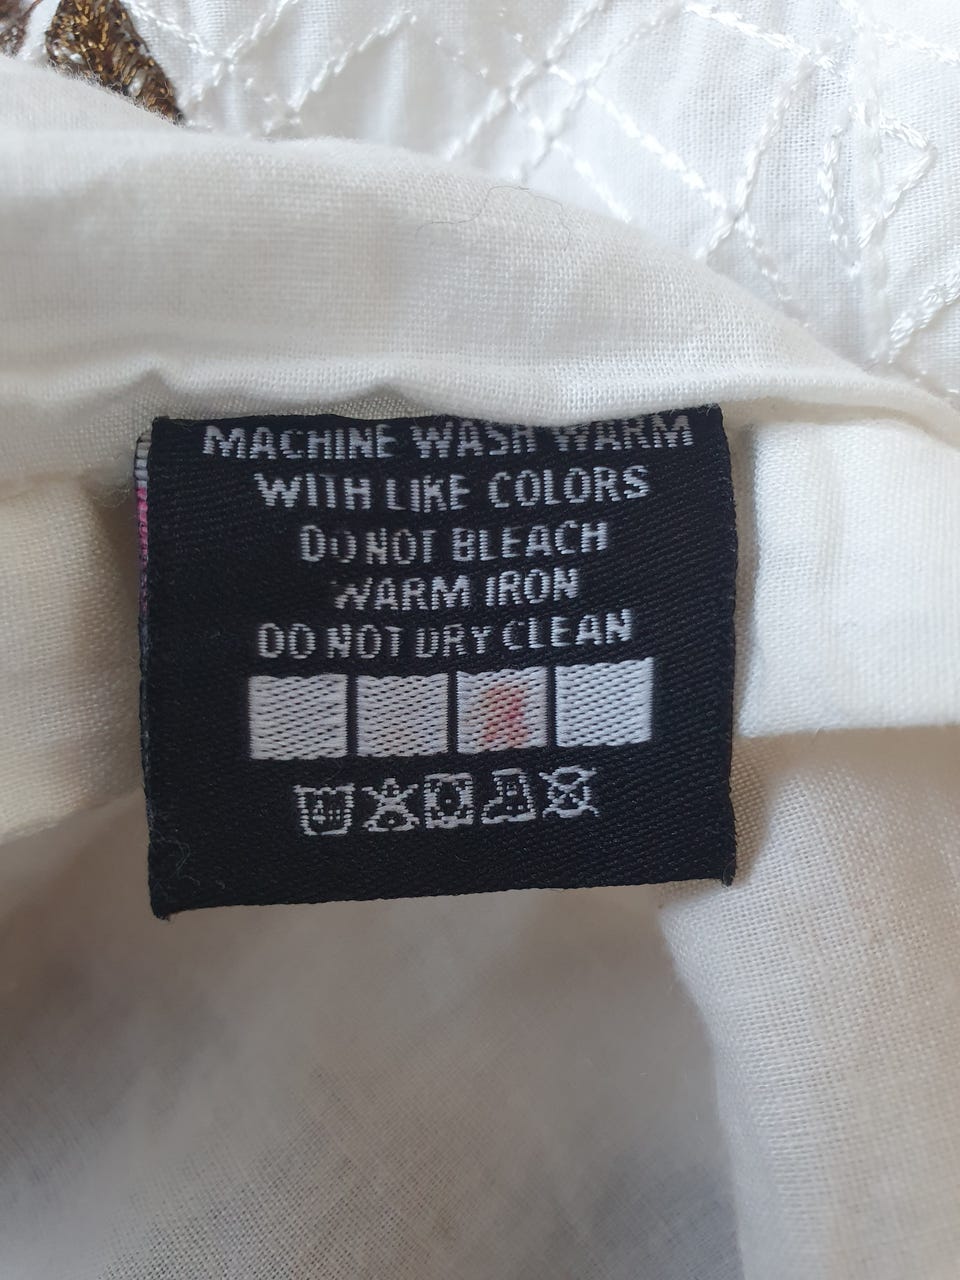 MACHINE WASH WARM
WITH LIKE COLORS
DO NOT BLEACH
WARM IRON
DO NOT DRY CLEAN